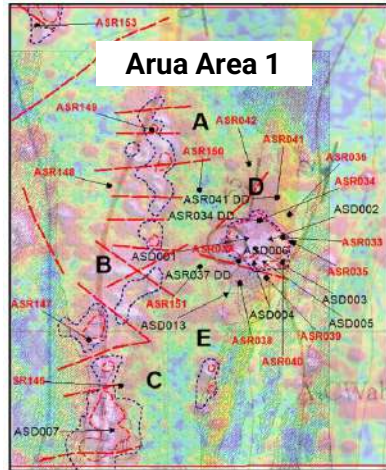 ASR153
Arua Area 1
ASR149
A
ASR042
ASR150
ASR041
ASR036
ASR148
ASR034
D
ASR041 DD
ASD002
ASR034 DD
ASR033
ASD006
ASD001
B
ASR037 DD
ASR035
ASD003
ASR147
ASR151
ASD005
ASD013
ASD004
E
ASR039
ASR038
ASR040
C
SR146
ASD007